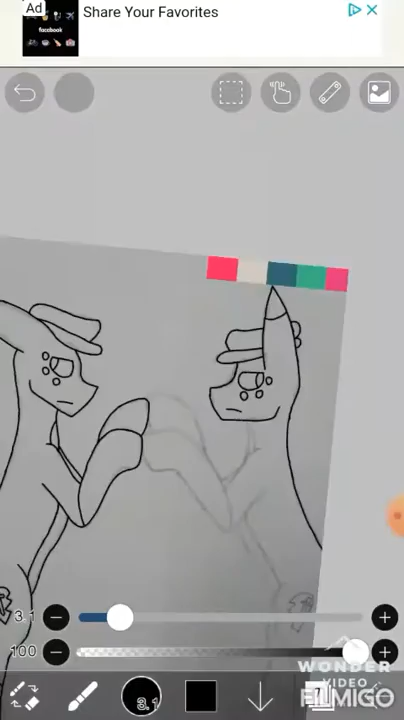 Ad
Share Your Favorites
facebook
3.1
100
3.1
WONDER
VIDEO
FILMIGO